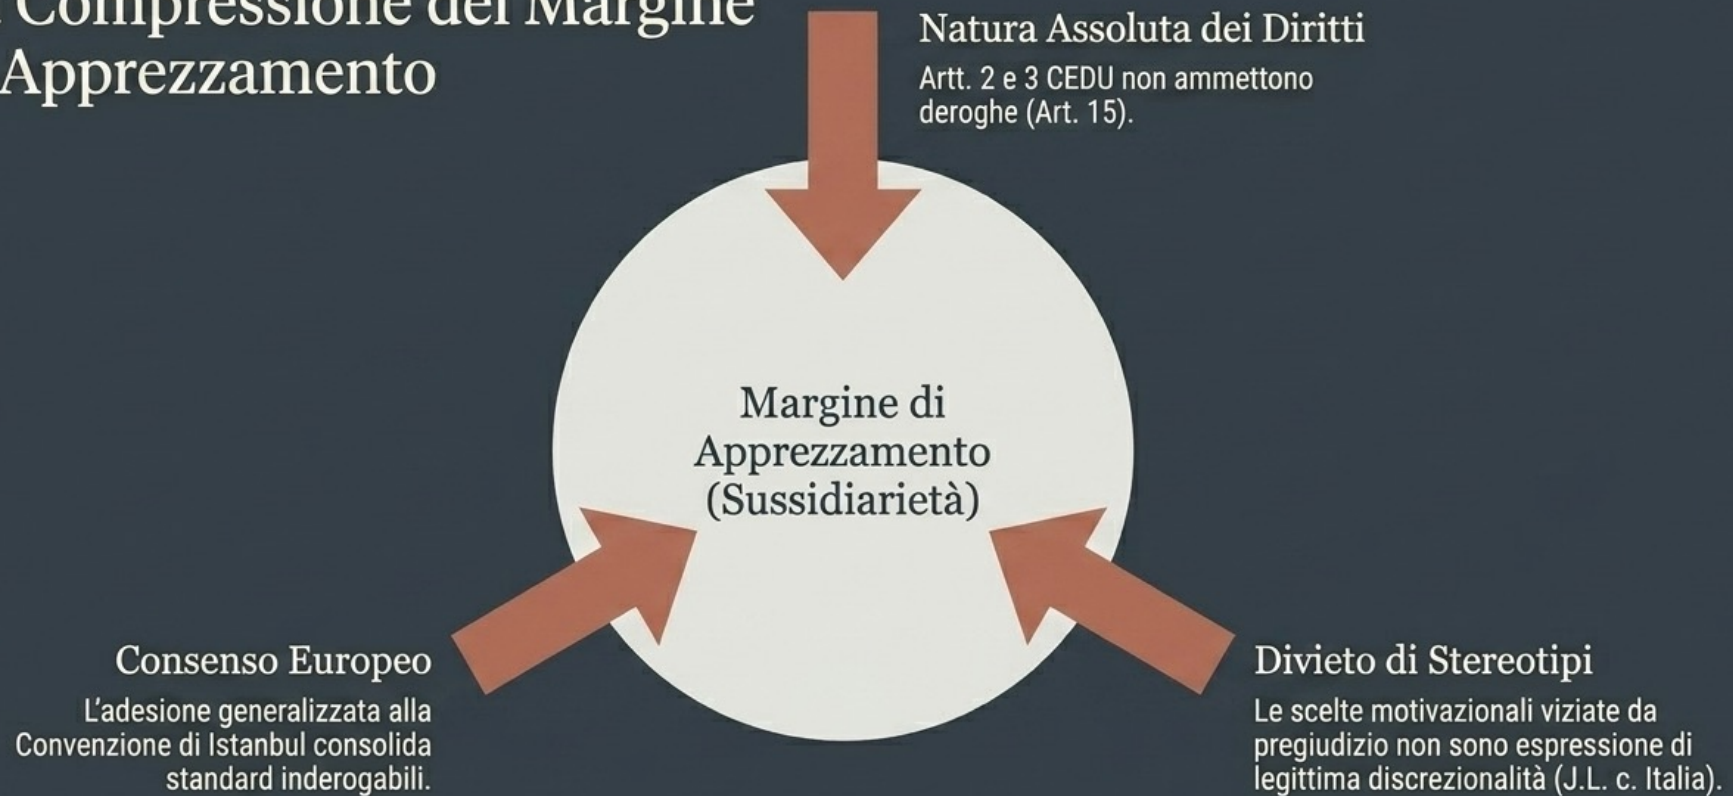 Compressione del Margine
Apprezzamento
Natura Assoluta dei Diritti
Artt. 2 e 3 CEDU non ammettono
deroghe (Art. 15).
Margine di
Apprezzamento
(Sussidiarietà)
Consenso Europeo
L'adesione generalizzata alla
Convenzione di Istanbul consolida
standard inderogabili.
Divieto di Stereotipi
Le scelte motivazionali viziate da
pregiudizio non sono espressione di
legittima discrezionalità (J.L. c. Italia).